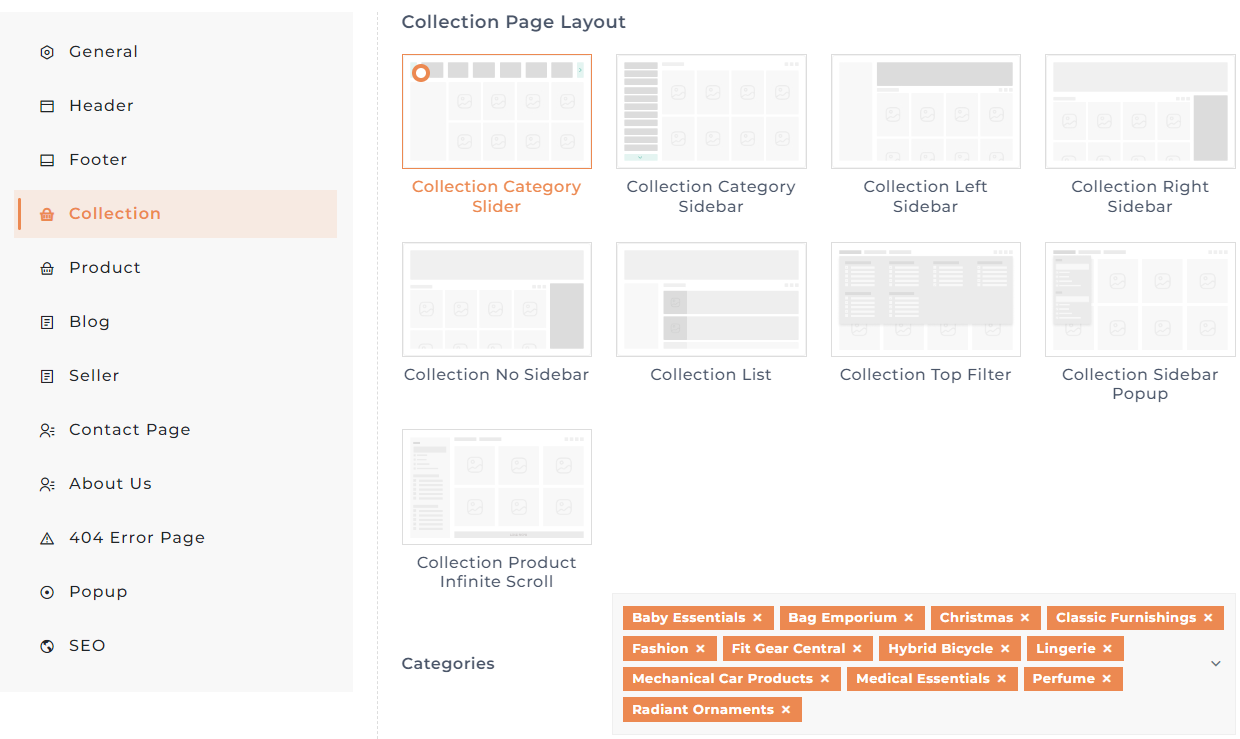 General
Header
Footer
Collection
Product
Blog
Seller
Contact Page
About Us
404 Error Page
Popup
SEO
Collection Page Layout
Collection Category
Slider
Collection Category
Sidebar
Collection Left
Sidebar
Collection Right
Sidebar
Collection No Sidebar
Collection List
Collection Top Filter
Collection Sidebar
Popup
Collection Product
Infinite Scroll
Categories
Baby Essentials × Bag Emporium × Christmas × Classic Furnishings ×
Fashion × Fit Gear Central × Hybrid Bicycle × Lingerie ×
Mechanical Car Products × Medical Essentials × Perfume ×
Radiant Ornaments ×